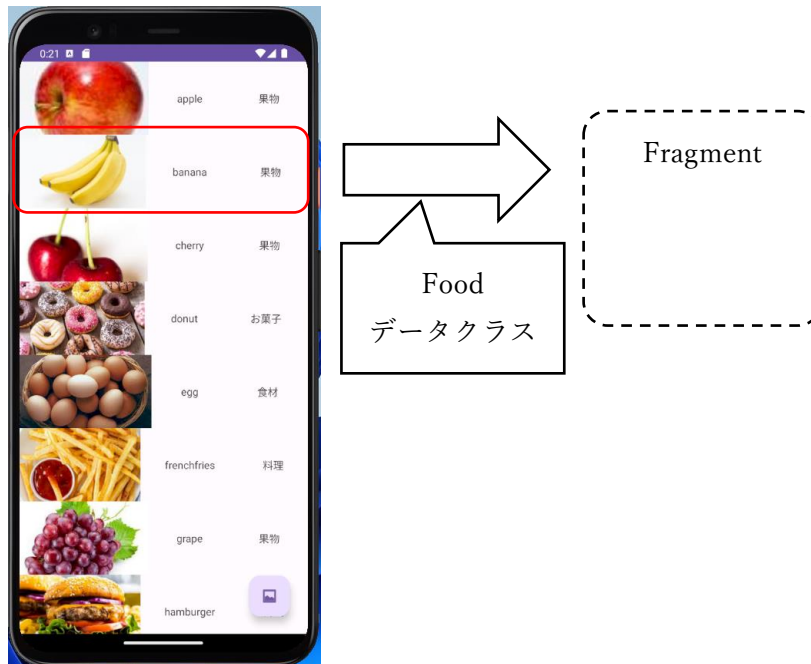 0:21
apple 果物
banana 果物
cherry 果物
donut お菓子
egg 食材
frenchfries 料理
grape 果物
hamburger
Food
データクラス
Fragment